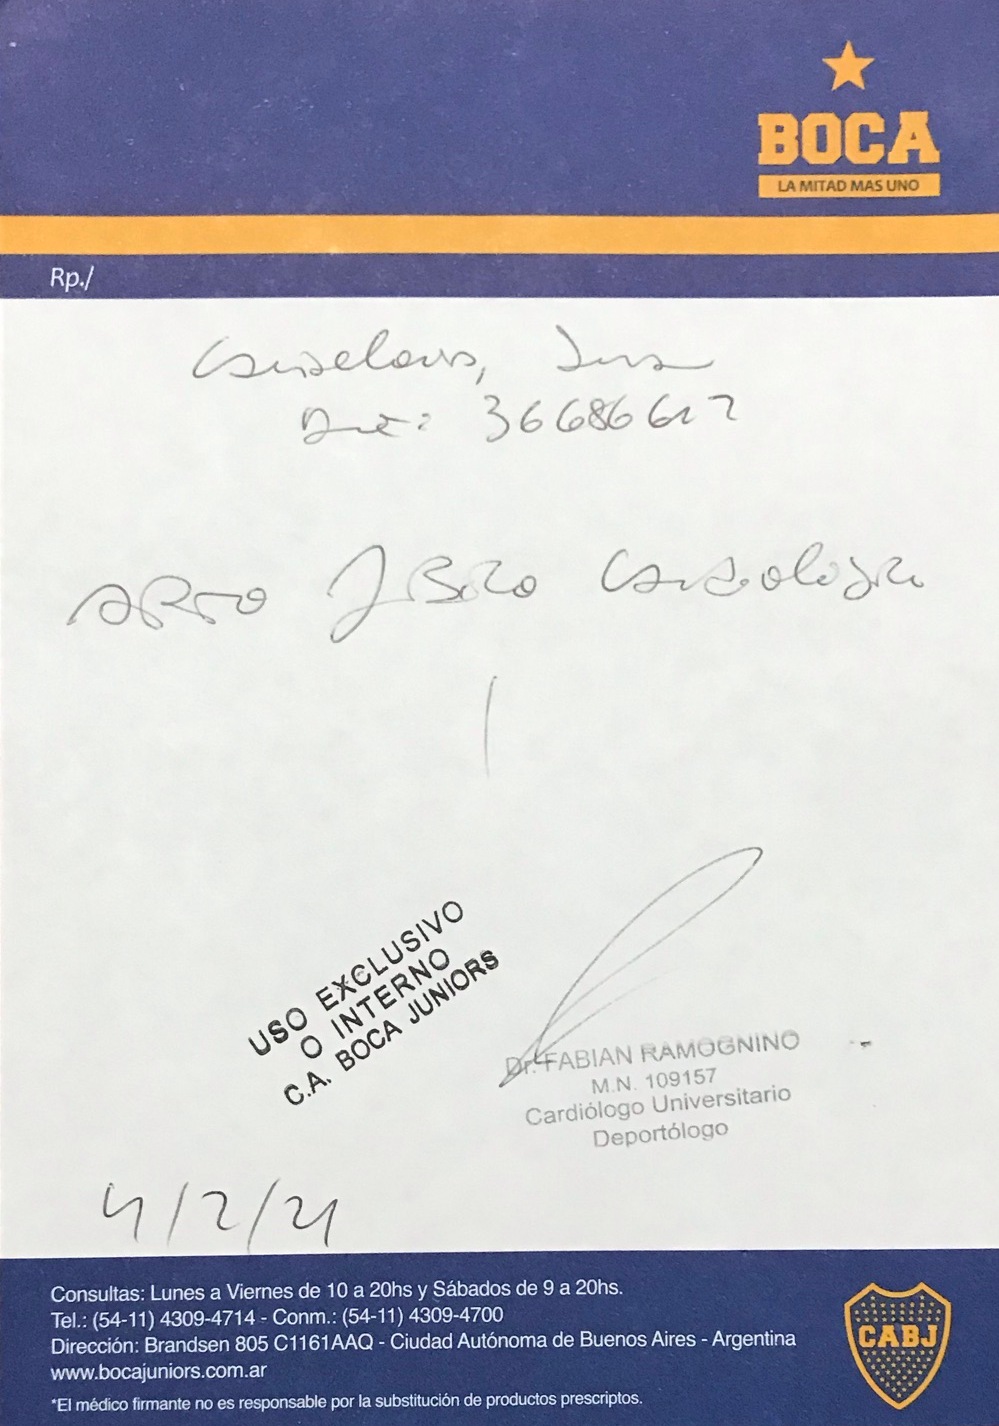 BOCA
LA MITAD MAS UNO
Rp./
36686617
APTO Cardiológico
USO EXCLUSIVO
O INTERNO
C.A. BOCA JUNIORS
Dr. FABIAN RAMOGNINO
M.N. 109157
Cardiólogo Universitario
Deportólogo
4/2/21
Consultas: Lunes a Viernes de 10 a 20hs y Sábados de 9 a 20hs.
Tel.: (54-11) 4309-4714 - Conm.: (54-11) 4309-4700
Dirección: Brandsen 805 C1161AAQ - Ciudad Autónoma de Buenos Aires - Argentina
www.bocajuniors.com.ar
*El médico firmante no es responsable por la substitución de productos prescriptos.
CABJ